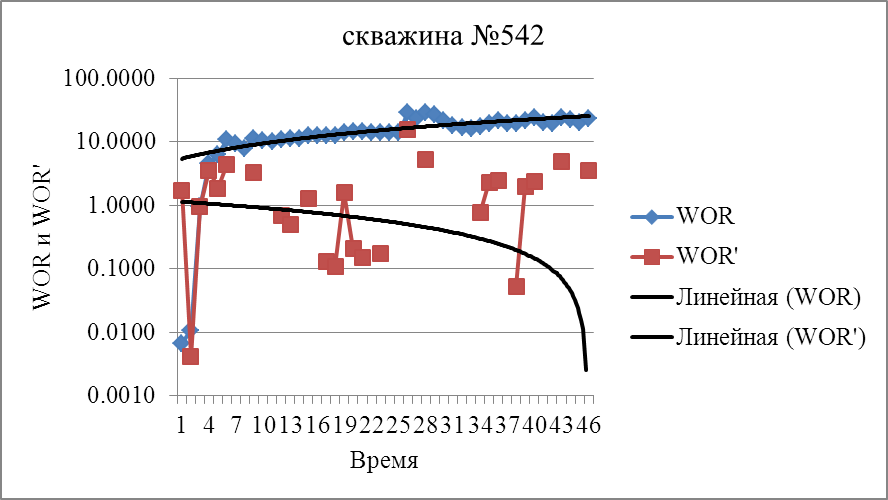 скважина №542
100.0000
10.0000
1.0000
0.1000
0.0100
0.0010
WOR и WOR'
1 4 7 10 13 16 19 22 25 28 31 34 37 40 43 46
Время
WOR
WOR'
Линейная (WOR)
Линейная (WOR')